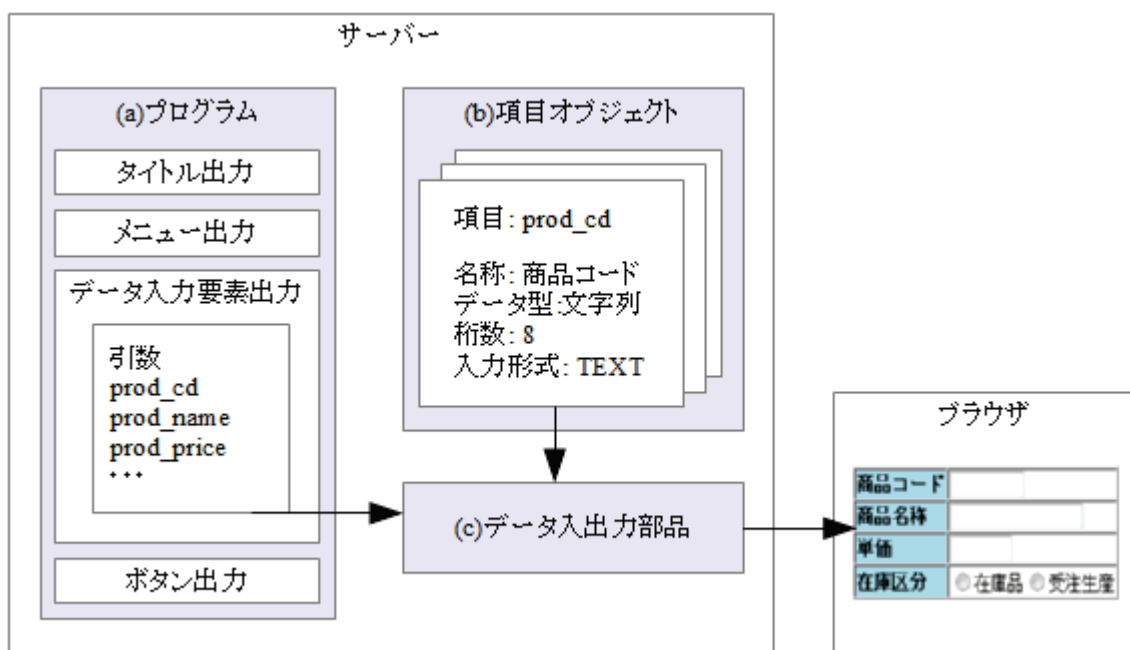 サーバー
(a)プログラム
タイトル出力
メニュー出力
データ入力要素出力
引数
prod_cd
prod_name
prod_price
・・・
ボタン出力
(b)項目オブジェクト
項目: prod_cd
名称: 商品コード
データ型:文字列
桁数: 8
入力形式: TEXT
(c)データ入出力部品
ブラウザ
商品コード
商品名称
単価
在庫区分 在庫品 受注生産